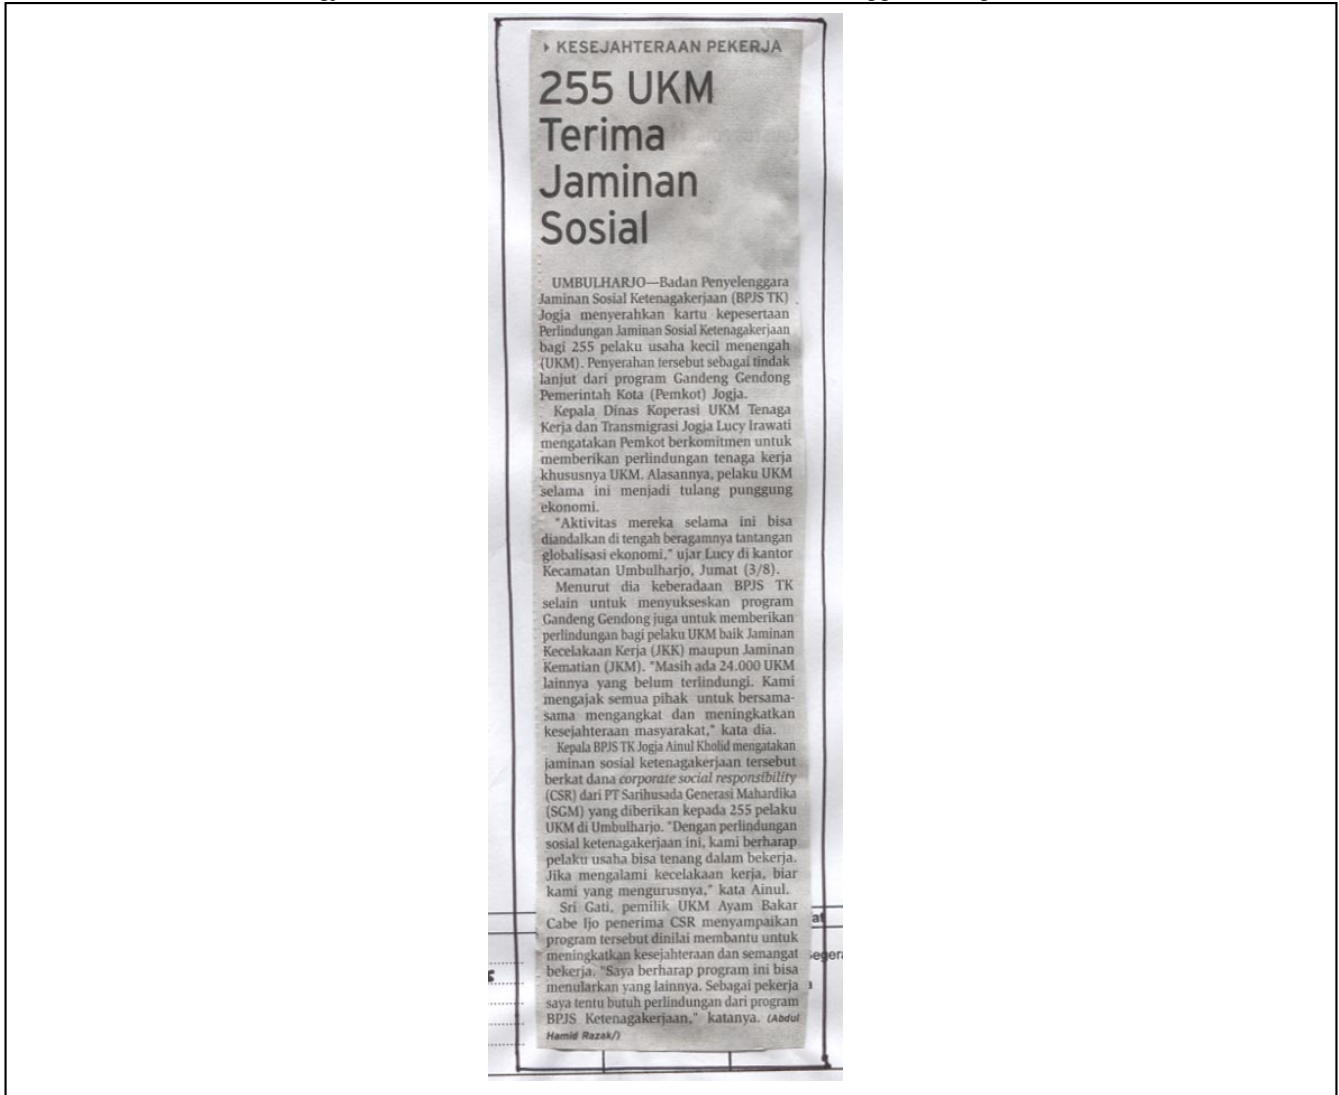 KESEJAHTERAAN PEKERJA
255 UKM
Terima
Jaminan
Sosial
UMBULHARJO—Badan Penyelenggara
Jaminan Sosial Ketenagakerjaan (BPJS TK)
Jogja menyerahkan kartu kepesertaan
Perlindungan Jaminan Sosial Ketenagakerjaan
bagi 255 pelaku usaha kecil menengah
(UKM). Penyerahan tersebut sebagai tindak
lanjut dari program Gandeng Gendong
Pemerintah Kota (Pemkot) Jogja.
Kepala Dinas Koperasi UKM Tenaga
Kerja dan Transmigrasi Jogja Lucy Irawati
mengatakan Pemkot berkomitmen untuk
memberikan perlindungan tenaga kerja
khususnya UKM. Alasannya, pelaku UKM
selama ini menjadi tulang punggung
ekonomi.
"Aktivitas mereka selama ini bisa
diandalkan di tengah beragamnya tantangan
globalisasi ekonomi," ujar Lucy di kantor
Kecamatan Umbulharjo, Jumat (3/8).
Menurut dia keberadaan BPJS TK
selain untuk menyukseskan program
Gandeng Gendong juga untuk memberikan
perlindungan bagi pelaku UKM baik Jaminan
Kecelakaan Kerja (JKK) maupun Jaminan
Kematian (JKM). "Masih ada 24.000 UKM
lainnya yang belum terlindungi. Kami
mengajak semua pihak untuk bersama-
sama mengangkat dan meningkatkan
kesejahteraan masyarakat," kata dia.
Kepala BPJS TK Jogja Ainul Kholid mengatakan
jaminan sosial ketenagakerjaan tersebut
berkat dana corporate social responsibility
(CSR) dari PT Sarihusada Generasi Mahardika
(SGM) yang diberikan kepada 255 pelaku
UKM di Umbulharjo. "Dengan perlindungan
sosial ketenagakerjaan ini, kami berharap
pelaku usaha bisa tenang dalam bekerja.
Jika mengalami kecelakaan kerja, biar
kami yang mengurusnya," kata Ainul.
Sri Gati, pemilik UKM Ayam Bakar
Cabe Ijo penerima CSR menyampaikan
program tersebut dinilai membantu untuk
meningkatkan kesejahteraan dan semangat
bekerja. "Saya berharap program ini bisa
menularkan yang lainnya. Sebagai pekerja
saya tentu butuh perlindungan dari program
BPJS Ketenagakerjaan," katanya. (Abdul
Hamid Razak/)